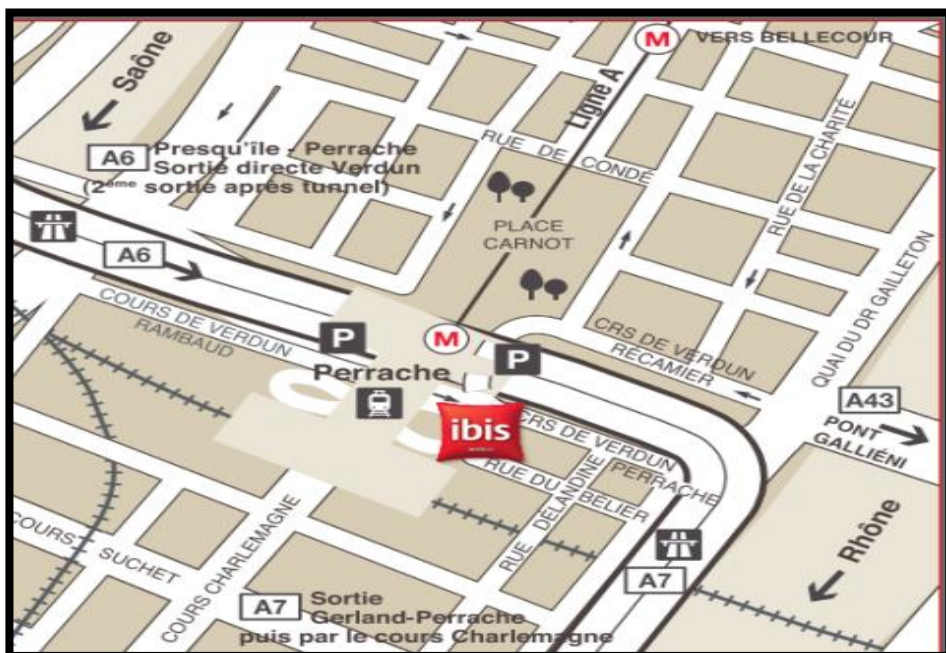 M VERS BELLECOUR
Saône
Ligne A
A6 Presqu'île - Perrache
Sortie directe Verdun
(2ème sortie après tunnel)
RUE DE CONDÉ
RUE DE LA CHARITÉ
PLACE
CARNOT
A6
QUAI DU DR GAILLETON
COURS DE VERDUN
RAMBAUD
P
M
P
CRS DE VERDUN
RECAMIER
Perrache
A43
PONT
GALLIÉNI
ibis
CRS DE VERDUN
PERRACHE
RUE DU BÉLIER
RUE DÉLANDINE
COURS SUCHET
COURS CHARLEMAGNE
Rhône
A7
A7 Sortie
Gerland-Perrache
puis par le cours Charlemagne